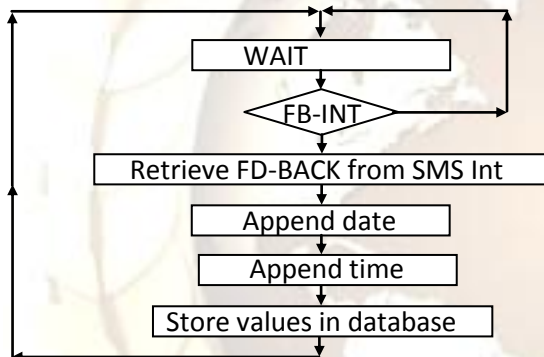 WAIT
FB-INT
Retrieve FD-BACK from SMS Int
Append date
Append time
Store values in database